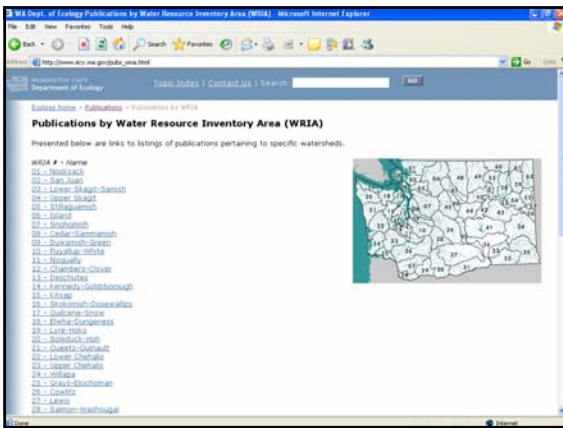 WA Dept. of Ecology Publications by Water Resource Inventory Area (WRIA) - Microsoft Internet Explorer
File Edit View Favorites Tools Help
Back Search Favorites
Address Go Links
WASHINGTON STATE
Department of Ecology
Topic Index | Contact Us | Search GO
Ecology home > Publications > Publications by WRIA
Publications by Water Resource Inventory Area (WRIA)
Presented below are links to listings of publications pertaining to specific watersheds.
WRIA # - Name
01 - Nooksack
02 - San Juan
03 - Lower Skagit-Samish
04 - Upper Skagit
05 - Stillaguamish
06 - Island
07 - Snohomish
08 - Cedar-Sammamish
09 - Duwamish-Green
10 - Puyallup-White
11 - Nisqually
12 - Chambers-Clover
13 - Deschutes
14 - Kennedy-Goldsborough
15 - Kitsap
16 - Skokomish-Dosewallips
17 - Quilcene-Snow
18 - Elwha-Dungeness
19 - Lyre-Hoko
20 - Soleduck-Hoh
21 - Queets-Quinault
22 - Lower Chehalis
23 - Upper Chehalis
24 - Willapa
25 - Grays-Elochoman
26 - Cowlitz
27 - Lewis
28 - Salmon-Washougal
Done Internet